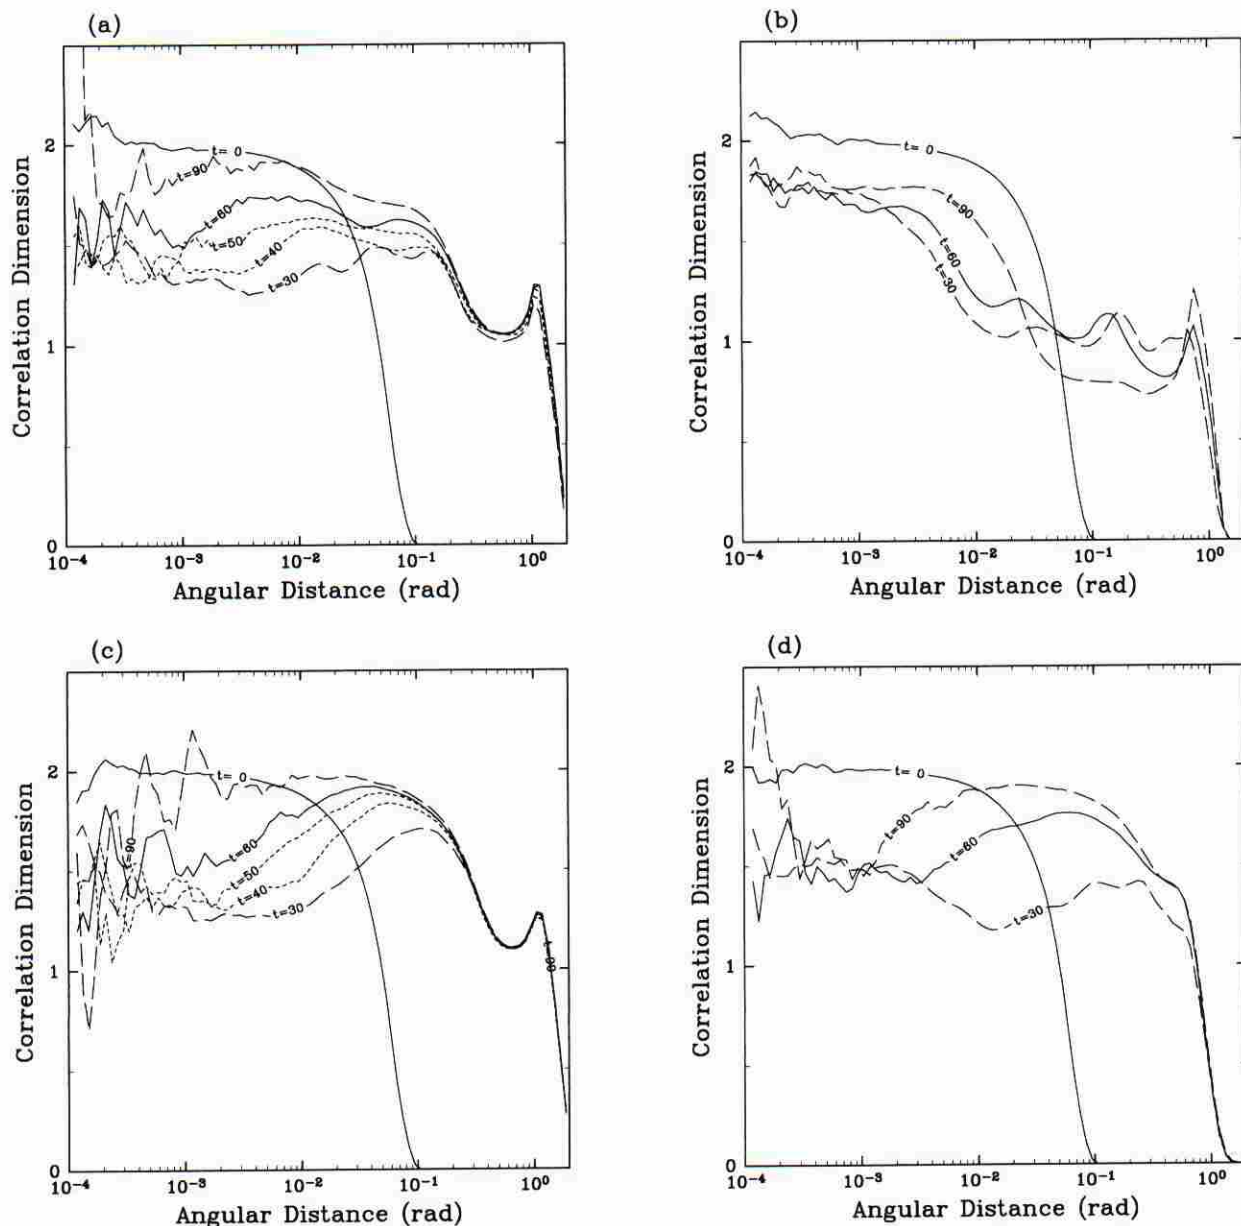 (a)
Correlation Dimension
2
1
0
t= 0
t=90
t=60
t=50
t=40
t=30
10⁻⁴ 10⁻³ 10⁻² 10⁻¹ 10⁰
Angular Distance (rad)
(b)
Correlation Dimension
2
1
0
t= 0
t=90
t=60
t=30
10⁻⁴ 10⁻³ 10⁻² 10⁻¹ 10⁰
Angular Distance (rad)
(c)
Correlation Dimension
2
1
0
t= 0
t=90
t=60
t=50
t=40
t=30
10⁻⁴ 10⁻³ 10⁻² 10⁻¹ 10⁰
Angular Distance (rad)
(d)
Correlation Dimension
2
1
0
t= 0
t=90
t=60
t=30
10⁻⁴ 10⁻³ 10⁻² 10⁻¹ 10⁰
Angular Distance (rad)